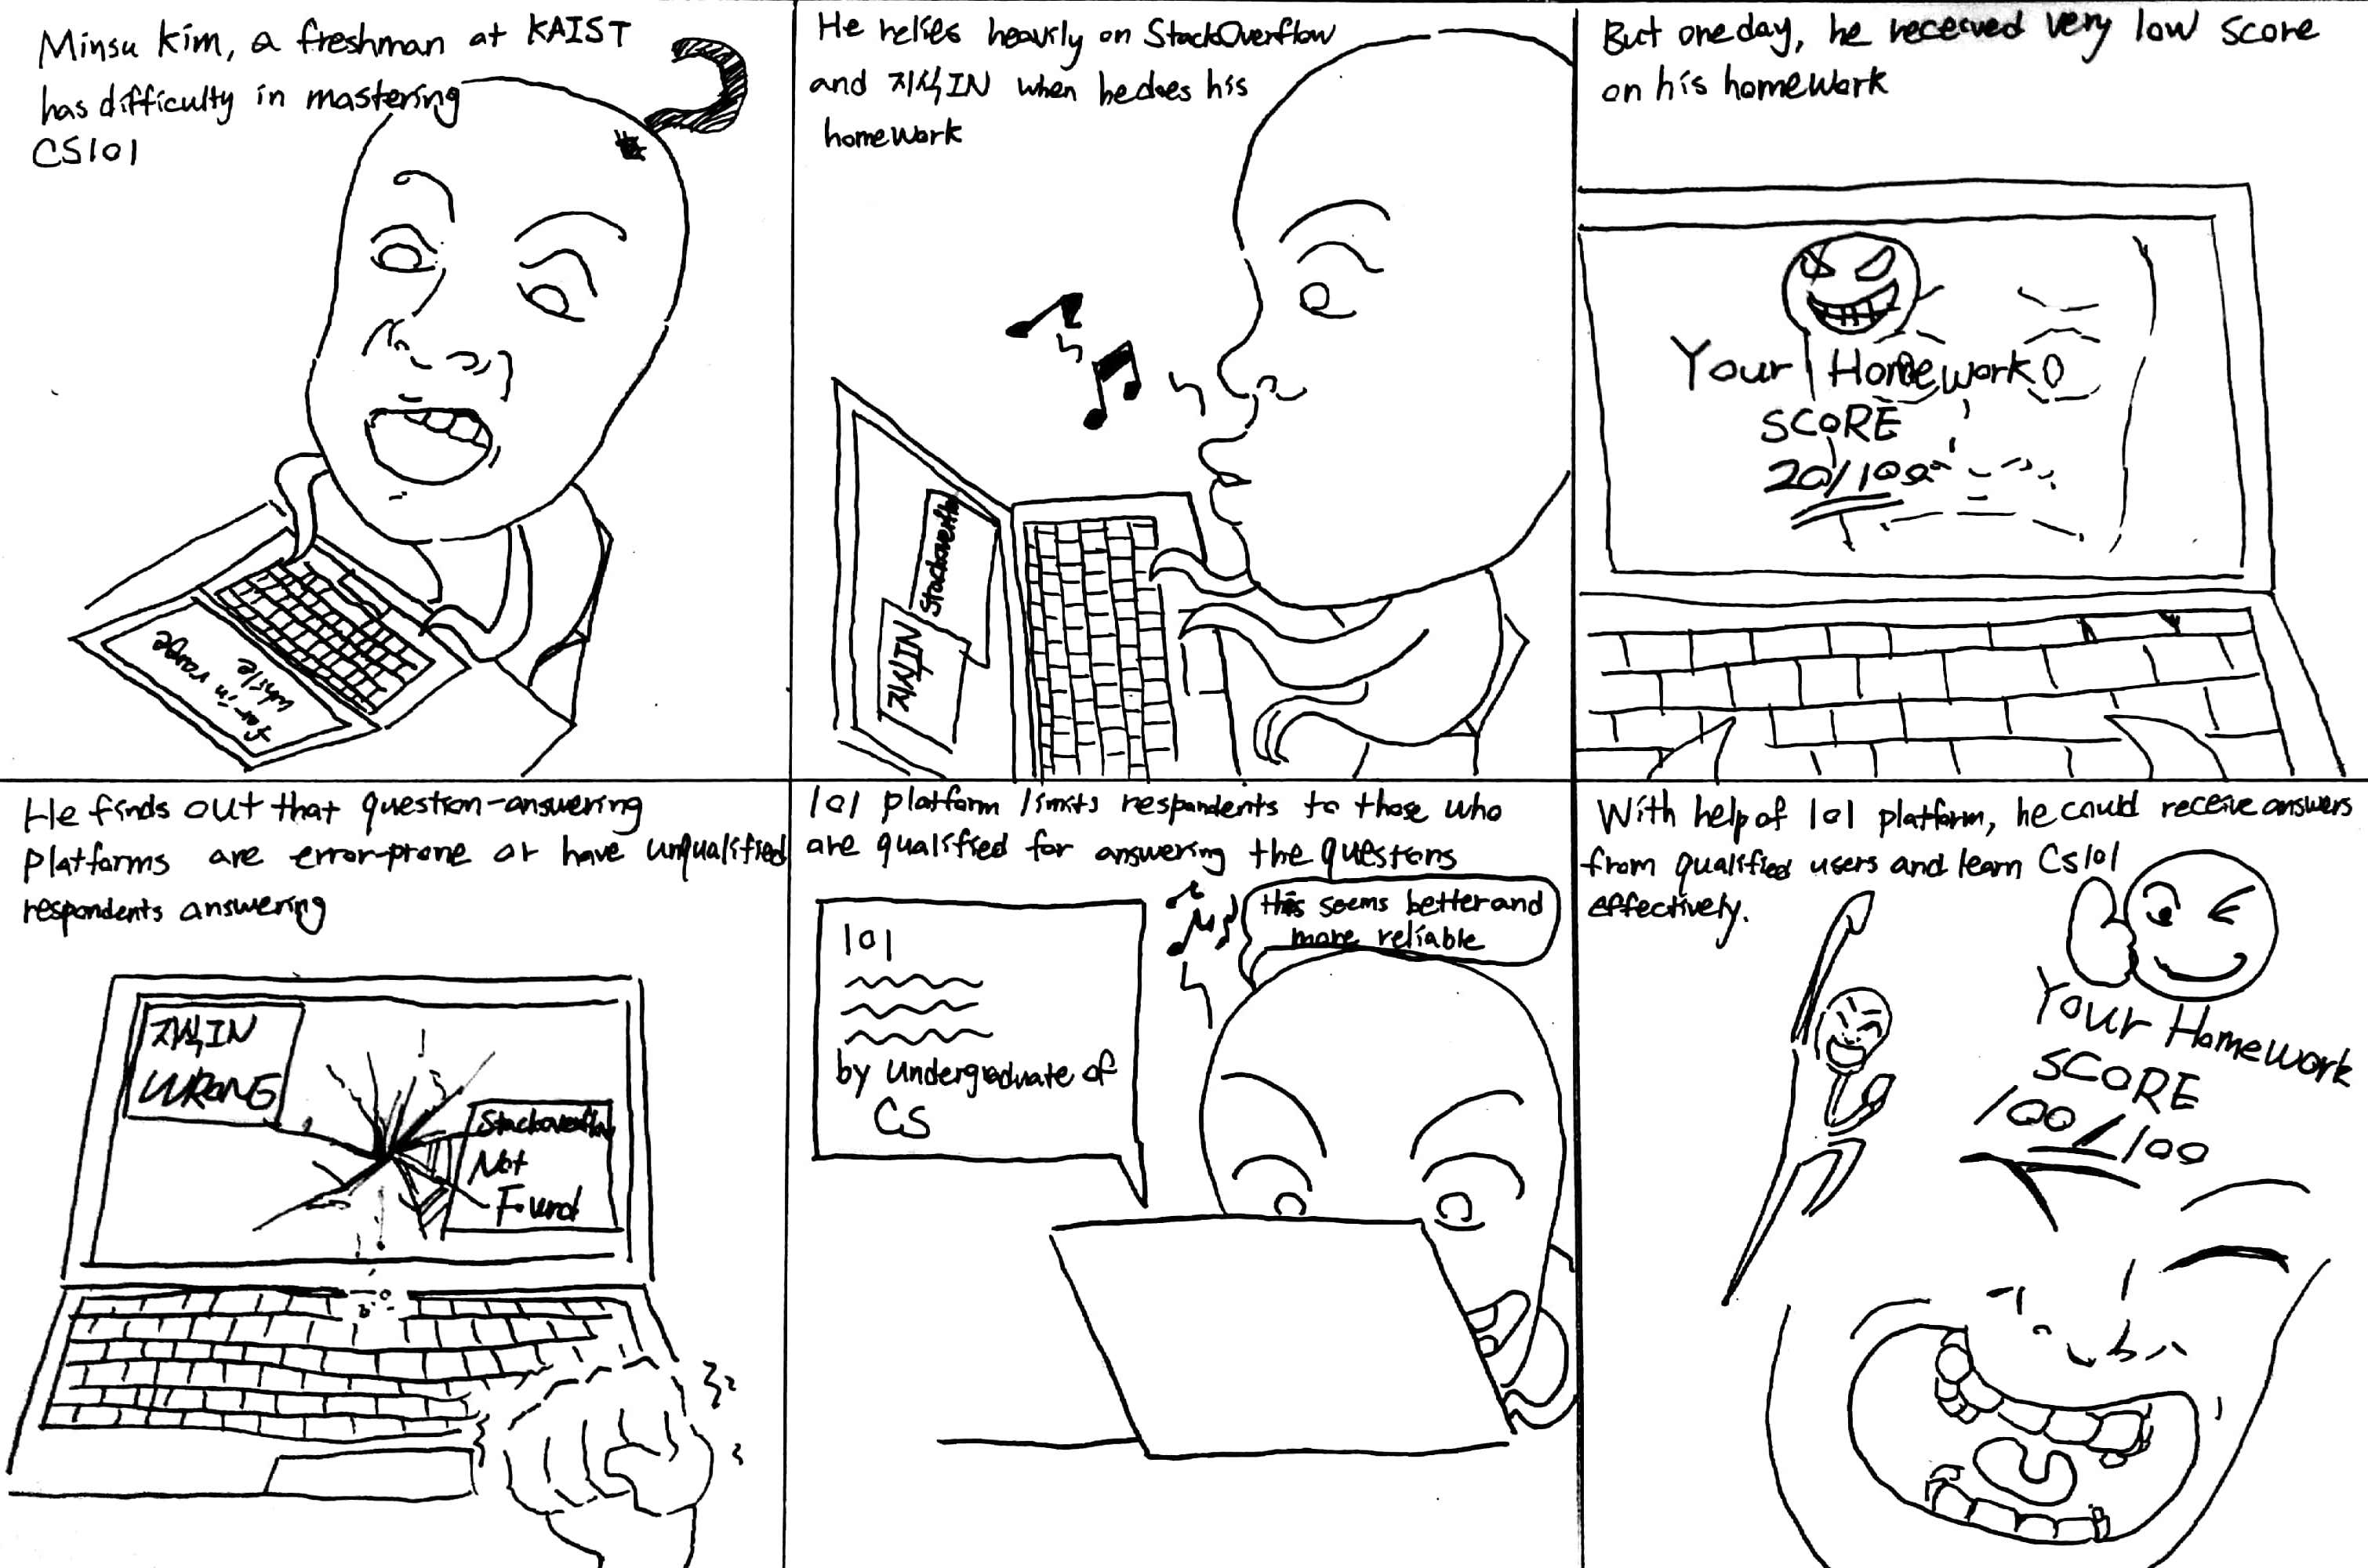 Minsu Kim, a freshman at KAIST
has difficulty in mastering
CS101
for in range
while
He relies heavily on StackOverflow
and 지식IN when he does his
homework
Stackoverflow
지식IN
But one day, he received very low score
on his homework
Your Homework
SCORE
20/100
He finds out that question-answering
platforms are error-prone or have unqualified
respondents answering
지식IN
WRONG
Stackoverflow
Not
Found
101 platform limits respondents to those who
are qualified for answering the questions
this seems better and
more reliable
101
by undergraduate of
CS
With help of 101 platform, he could receive answers
from qualified users and learn CS101
effectively.
Your Homework
SCORE
100/100